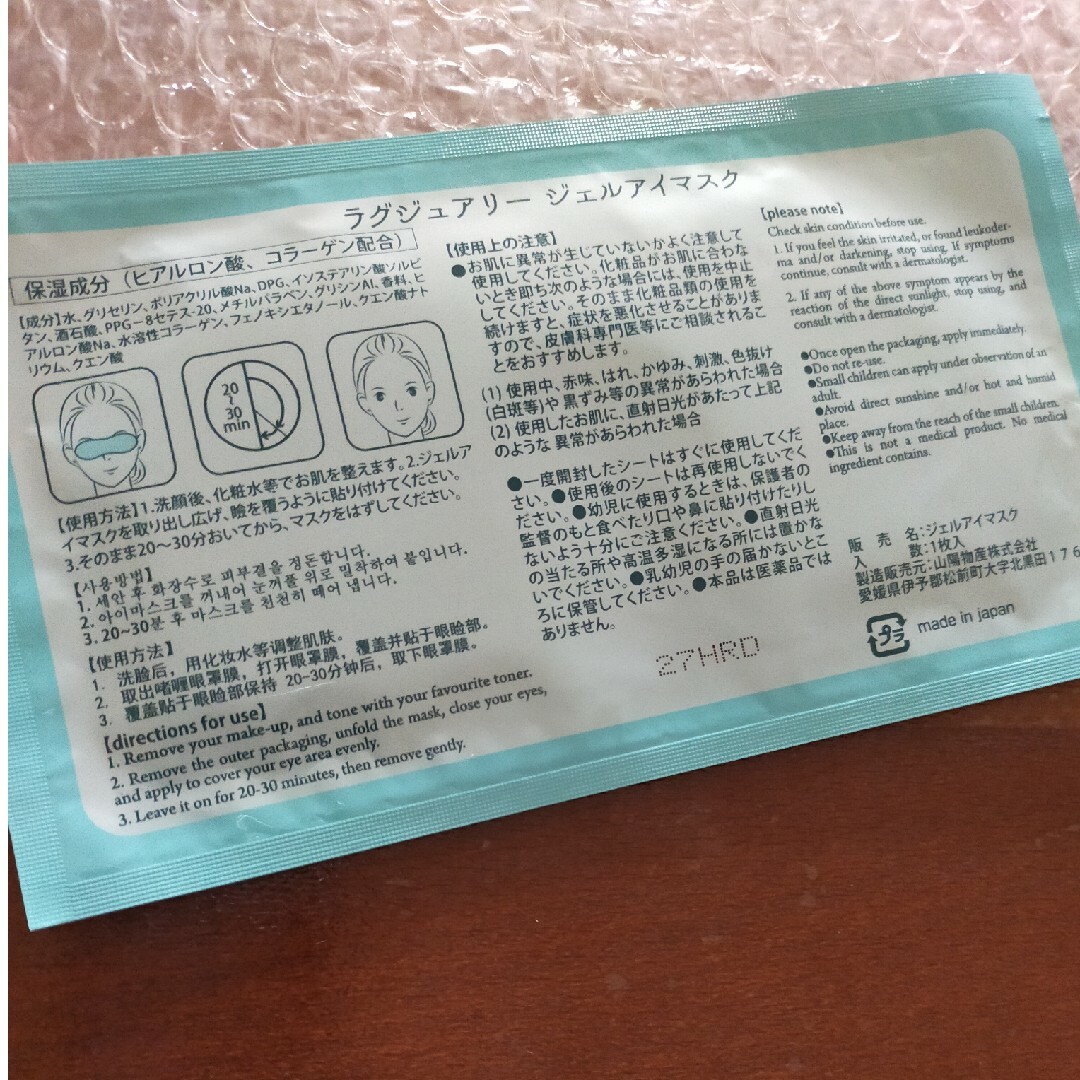 ラグジュアリー ジェルアイマスク
保湿成分（ヒアルロン酸、コラーゲン配合）
【成分】水、グリセリン、ポリアクリル酸Na、DPG、イソステアリン酸ソルビ
タン、酒石酸、PPG－8セテス-20、メチルパラベン、グリシンAl、香料、ヒ
アルロン酸Na、水溶性コラーゲン、フェノキシエタノール、クエン酸ナト
リウム、クエン酸
20
~
30
min
【使用方法】1.洗顔後、化粧水等でお肌を整えます。2.ジェルア
イマスクを取り出し広げ、瞼を覆うように貼り付けてください。
3.そのまま20～30分おいてから、マスクをはずしてください。
【사용방법】
1. 세안 후 화장수로 피부결을 정돈합니다.
2. 아이마스크를 꺼내어 눈꺼풀 위로 밀착하여 붙입니다.
3. 20~30분 후 마스크를 천천히 떼어 냅니다.
【使用方法】
1. 洗脸后，用化妆水等调整肌肤。
2. 取出啫喱眼罩膜，打开眼罩膜，覆盖并贴于眼睑部。
3. 覆盖贴于眼睑部保持 20-30分钟后，取下眼罩膜。
【directions for use】
1. Remove your make-up, and tone with your favourite toner.
2. Remove the outer packaging, unfold the mask, close your eyes,
and apply to cover your eye area evenly.
3. Leave it on for 20-30 minutes, then remove gently.
【使用上の注意】
●お肌に異常が生じていないかよく注意して
使用してください。化粧品がお肌に合わな
いとき即ち次のような場合には、使用を中止
してください。そのまま化粧品類の使用を
続けますと、症状を悪化させることがありま
すので、皮膚科専門医等にご相談されるこ
とをおすすめします。
(1) 使用中、赤味、はれ、かゆみ、刺激、色抜け
(白斑等)や黒ずみ等の異常があらわれた場合
(2) 使用したお肌に、直射日光があたって上記
のような 異常があらわれた場合
●一度開封したシートはすぐに使用してくだ
さい。●使用後のシートは再使用しないでく
ださい。●幼児に使用するときは、保護者の
監督のもと食べたり口や鼻に貼り付けたりし
ないよう十分にご注意ください。●直射日光
の当たる所や高温多湿になる所には置かな
いでください。●乳幼児の手の届かないとこ
ろに保管してください。●本品は医薬品では
ありません。
27HRD
【please note】
Check skin condition before use.
1. If you feel the skin irritated, or found leukoder-
ma and/or darkening, stop using. If symptoms
continue, consult with a dermatologist.
2. If any of the above symptom appears by the
reaction of the direct sunlight, stop using, and
consult with a dermatologist.
●Once open the packaging, apply immediately.
●Do not re-use.
●Small children can apply under observation of an
adult.
●Avoid direct sunshine and/or hot and humid
place.
●Keep away from the reach of the small children.
●This is not a medical product. No medical
ingredient contains.
販 売 名:ジェルアイマスク
入 数:1枚入
製造販売元:山陽物産株式会社
愛媛県伊予郡松前町大字北黒田１７６
プラ
made in japan